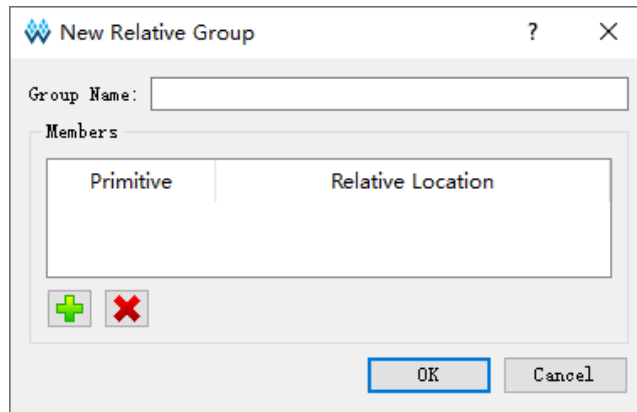 New Relative Group ?
Group Name:
Members
Primitive Relative Location
OK Cancel